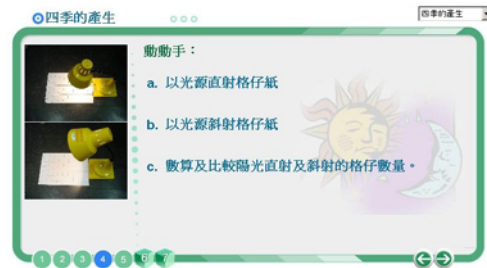 四季的產生
四季的產生
動動手：
a. 以光源直射格仔紙
b. 以光源斜射格仔紙
c. 數算及比較陽光直射及斜射的格仔數量。
1 2 3 4 5 6 7